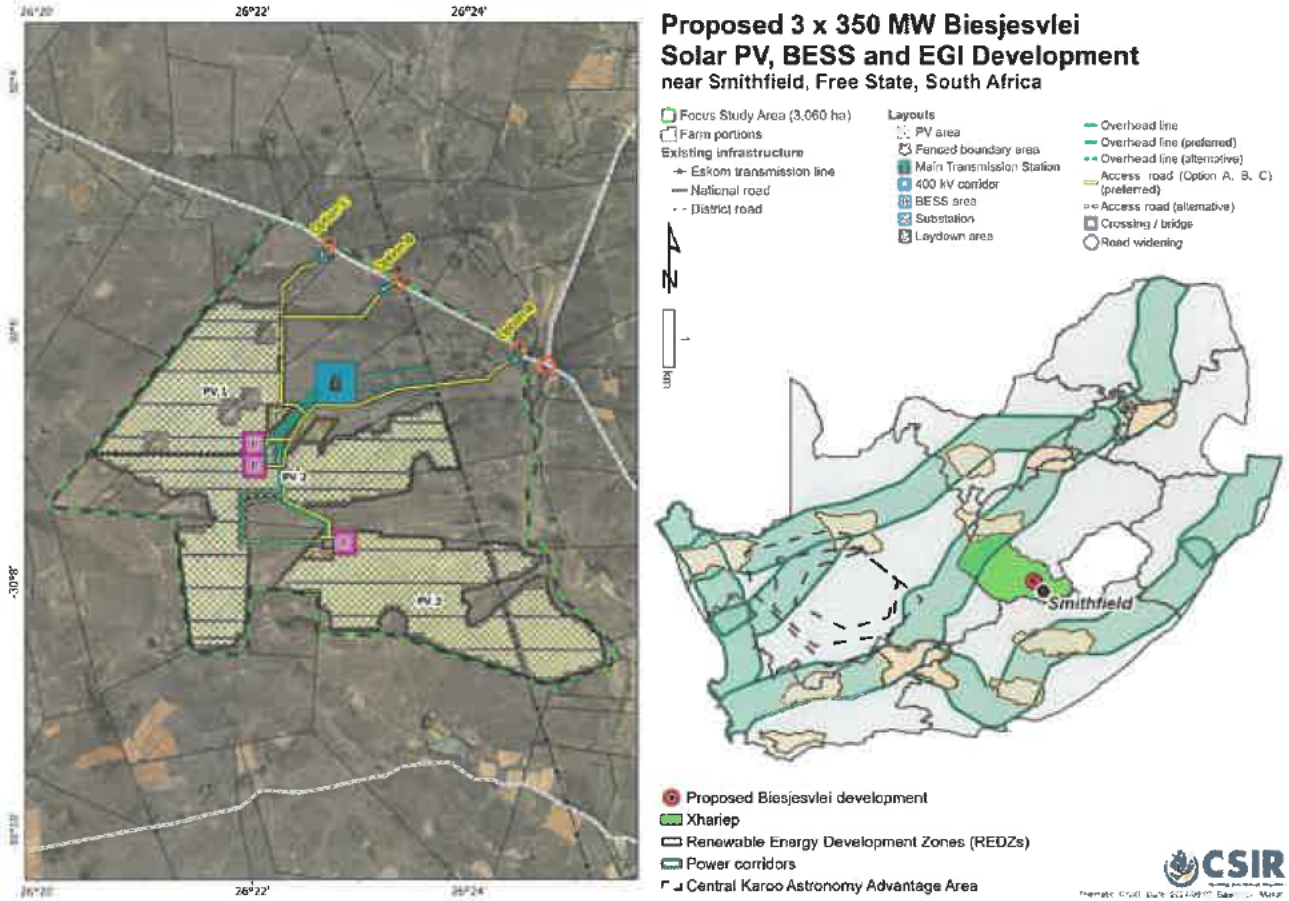 Proposed 3 x 350 MW Biesjesvlei
Solar PV, BESS and EGI Development
near Smithfield, Free State, South Africa
Focus Study Area (3,060 ha)
Farm portions
Existing infrastructure
Eskom transmission line
National road
District road
Layouts
PV area
Fenced boundary area
Main Transmission Station
400 kV corridor
BESS area
Substation
Laydown area
Overhead line
Overhead line (preferred)
Overhead line (alternative)
Access road (Option A, B, C)
(preferred)
Access road (alternative)
Crossing / bridge
Road widening
N
1
km
26°22'
26°24'
PV 1
PV 2
-30°8'
26°20'
26°22'
26°24'
Smithfield
Proposed Biesjesvlei development
Xhariep
Renewable Energy Development Zones (REDZs)
Power corridors
Central Karoo Astronomy Advantage Area
CSIR